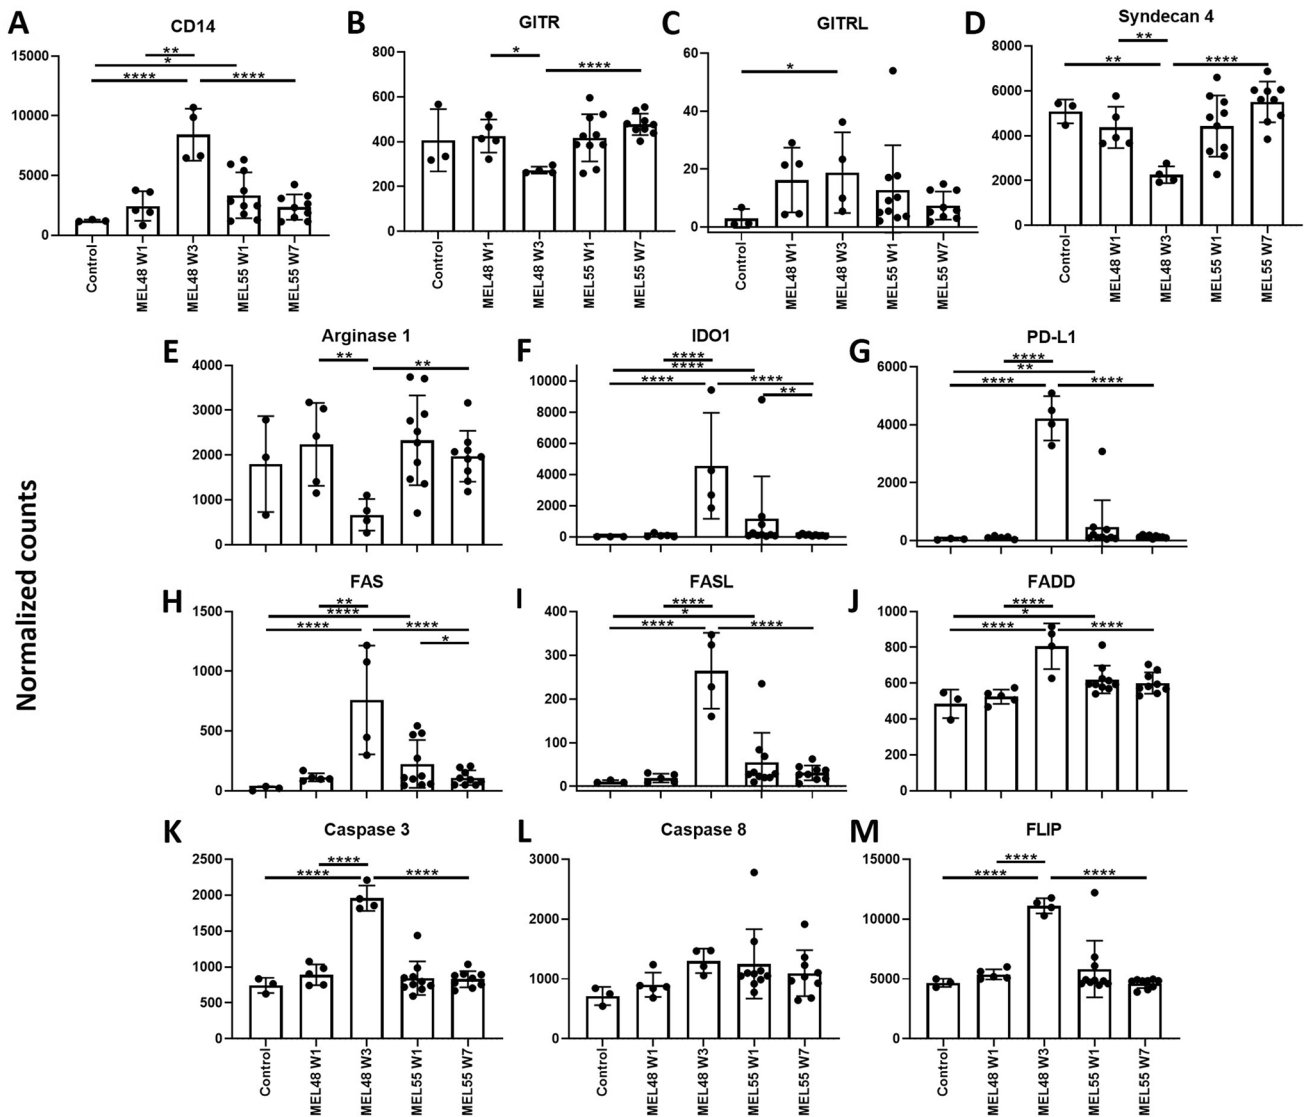 A
CD14
**
*
**** ****
15000
10000
5000
0
Control
MEL48 W1
MEL48 W3
MEL55 W1
MEL55 W7
B
GITR
*
****
800
600
400
200
0
Control
MEL48 W1
MEL48 W3
MEL55 W1
MEL55 W7
C
GITRL
*
60
40
20
0
Control
MEL48 W1
MEL48 W3
MEL55 W1
MEL55 W7
D
Syndecan 4
**
** ****
8000
6000
4000
2000
0
Control
MEL48 W1
MEL48 W3
MEL55 W1
MEL55 W7
Normalized counts
E
Arginase 1
**
**
4000
3000
2000
1000
0
F
IDO1
****
****
**** ****
**
10000
8000
6000
4000
2000
0
G
PD-L1
****
**
**** ****
6000
4000
2000
0
H
FAS
**
****
**** ****
*
1500
1000
500
0
I
FASL
****
*
**** ****
400
300
200
100
0
J
FADD
****
*
**** ****
1000
800
600
400
200
0
K
Caspase 3
****
**** ****
2500
2000
1500
1000
500
0
Control
MEL48 W1
MEL48 W3
MEL55 W1
MEL55 W7
L
Caspase 8
3000
2000
1000
0
Control
MEL48 W1
MEL48 W3
MEL55 W1
MEL55 W7
M
FLIP
****
**** ****
15000
10000
5000
0
Control
MEL48 W1
MEL48 W3
MEL55 W1
MEL55 W7